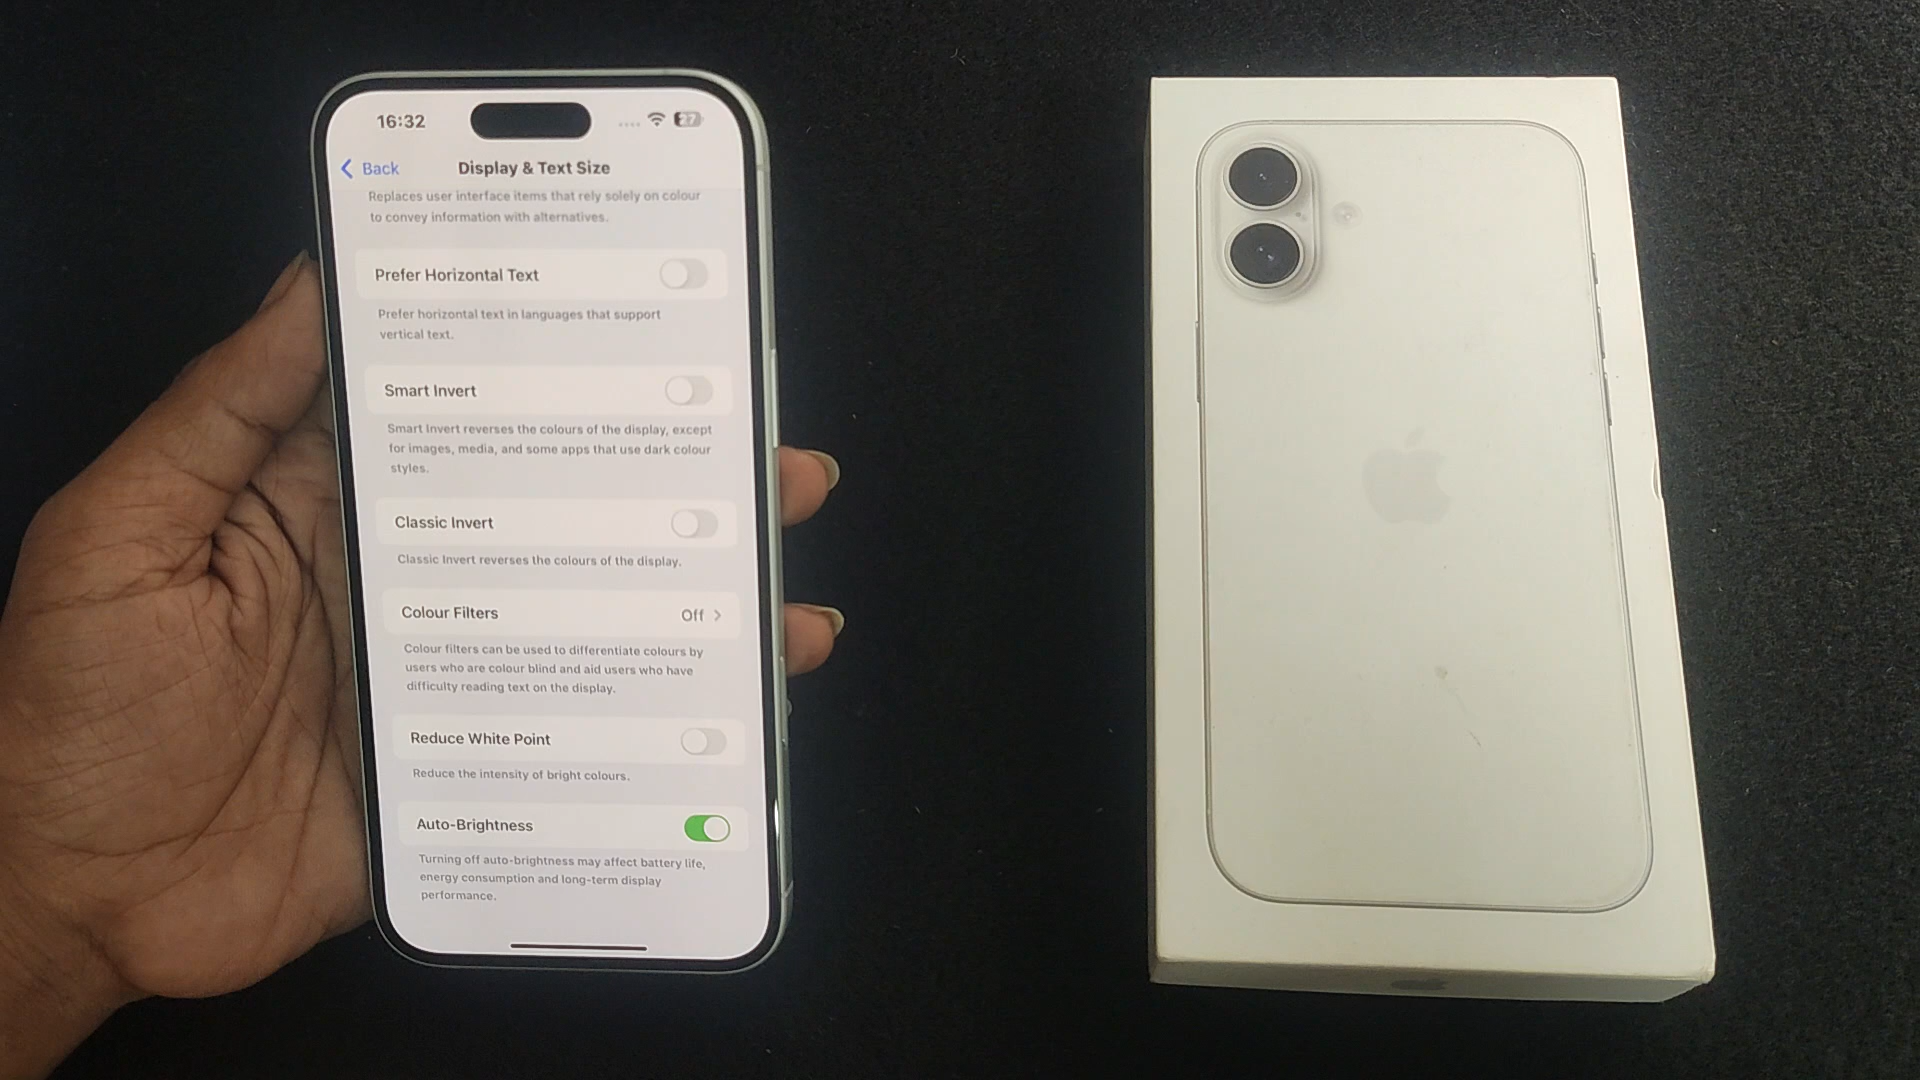 16:32
27
Back
Display & Text Size
Replaces user interface items that rely solely on colour
to convey information with alternatives.
Prefer Horizontal Text
Prefer horizontal text in languages that support
vertical text.
Smart Invert
Smart Invert reverses the colours of the display, except
for images, media, and some apps that use dark colour
styles.
Classic Invert
Classic Invert reverses the colours of the display.
Colour Filters Off
Colour filters can be used to differentiate colours by
users who are colour blind and aid users who have
difficulty reading text on the display.
Reduce White Point
Reduce the intensity of bright colours.
Auto-Brightness
Turning off auto-brightness may affect battery life,
energy consumption and long-term display
performance.